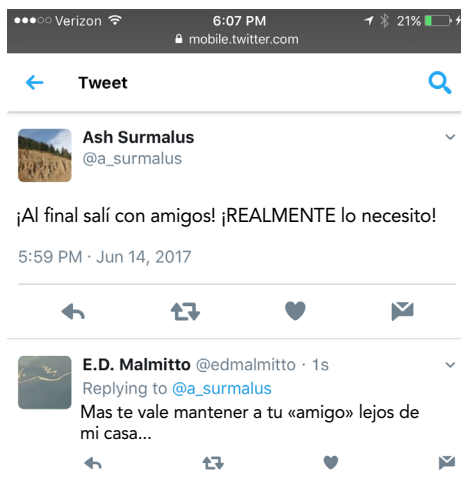 Verizon 6:07 PM 21%
mobile.twitter.com
Tweet
Ash Surmalus
@a_surmalus
¡Al final salí con amigos! ¡REALMENTE lo necesito!
5:59 PM · Jun 14, 2017
E.D. Malmitto @edmalmitto · 1s
Replying to @a_surmalus
Mas te vale mantener a tu «amigo» lejos de
mi casa...